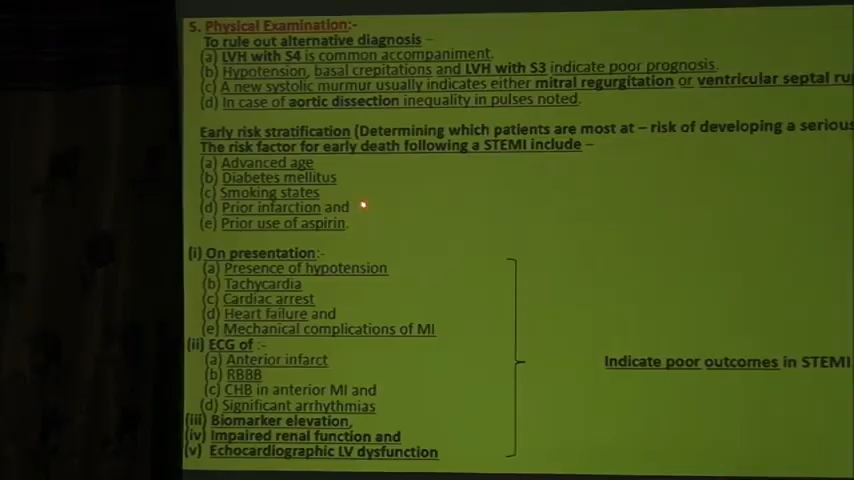 5. Physical Examination:-
To rule out alternative diagnosis –
(a) LVH with S4 is common accompaniment.
(b) Hypotension, basal crepitations and LVH with S3 indicate poor prognosis.
(c) A new systolic murmur usually indicates either mitral regurgitation or ventricular septal
(d) In case of aortic dissection inequality in pulses noted.
Early risk stratification (Determining which patients are most at – risk of developing a serious
The risk factor for early death following a STEMI include –
(a) Advanced age
(b) Diabetes mellitus
(c) Smoking states
(d) Prior infarction and
(e) Prior use of aspirin.
(i) On presentation:-
(a) Presence of hypotension
(b) Tachycardia
(c) Cardiac arrest
(d) Heart failure and
(e) Mechanical complications of MI
(ii) ECG of :-
(a) Anterior infarct
(b) RBBB
Indicate poor outcomes in STEMI
(c) CHB in anterior MI and
(d) Significant arrhythmias
(iii) Biomarker elevation,
(iv) Impaired renal function and
(v) Echocardiographic LV dysfunction